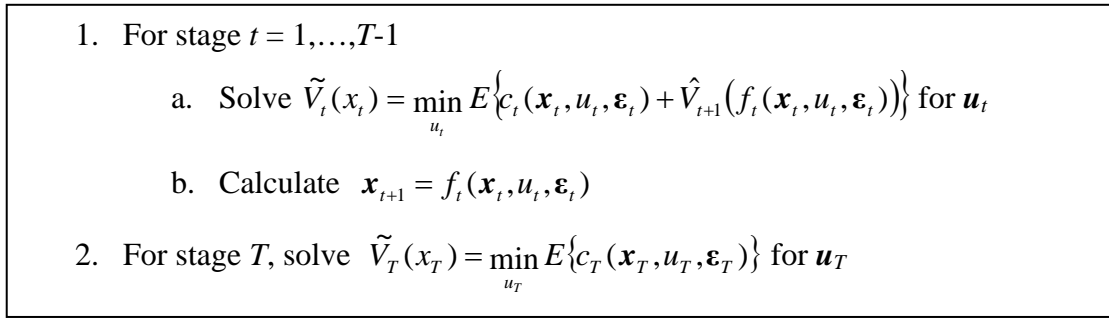 1. For stage t = 1,…,T-1
a. Solve Ṽ_t(x_t) = min_{u_t} E{c_t(x_t, u_t, ε_t) + V̂_{t+1}(f_t(x_t, u_t, ε_t))} for u_t
b. Calculate x_{t+1} = f_t(x_t, u_t, ε_t)
2. For stage T, solve Ṽ_T(x_T) = min_{u_T} E{c_T(x_T, u_T, ε_T)} for u_T